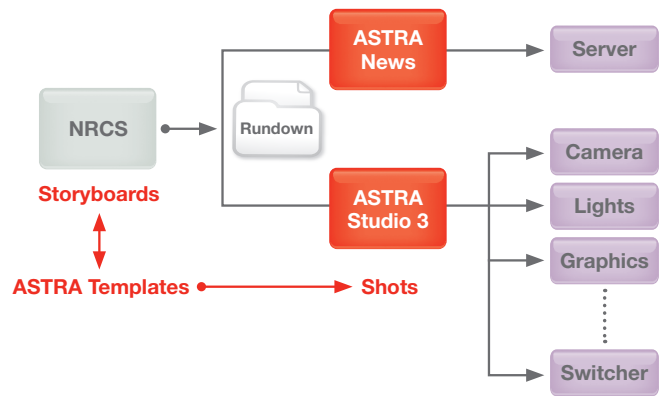 ASTRA
News
Server
NRCS
Rundown
Camera
ASTRA
Studio 3
Lights
Storyboards
Graphics
ASTRA Templates
Shots
Switcher